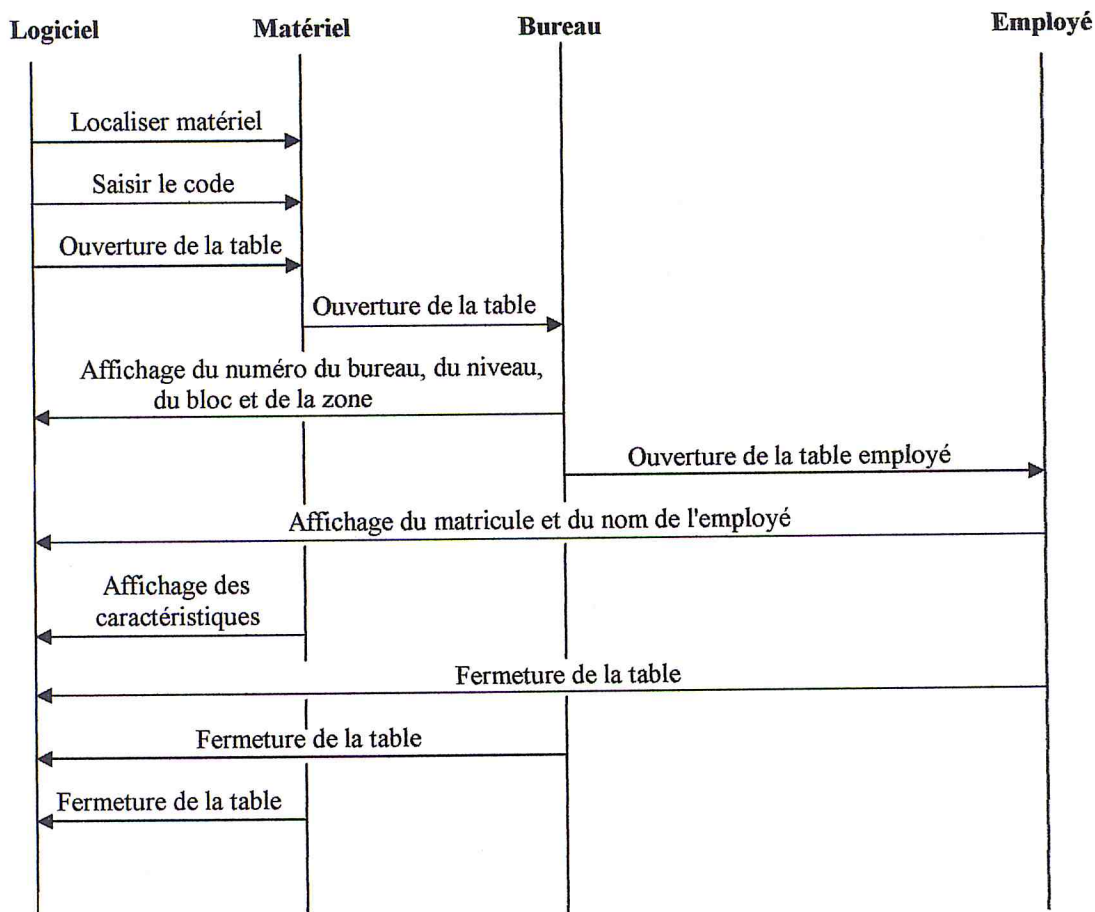 Logiciel Matériel Bureau Employé
Localiser matériel
Saisir le code
Ouverture de la table
Ouverture de la table
Affichage du numéro du bureau, du niveau,
du bloc et de la zone
Ouverture de la table employé
Affichage du matricule et du nom de l'employé
Affichage des
caractéristiques
Fermeture de la table
Fermeture de la table
Fermeture de la table